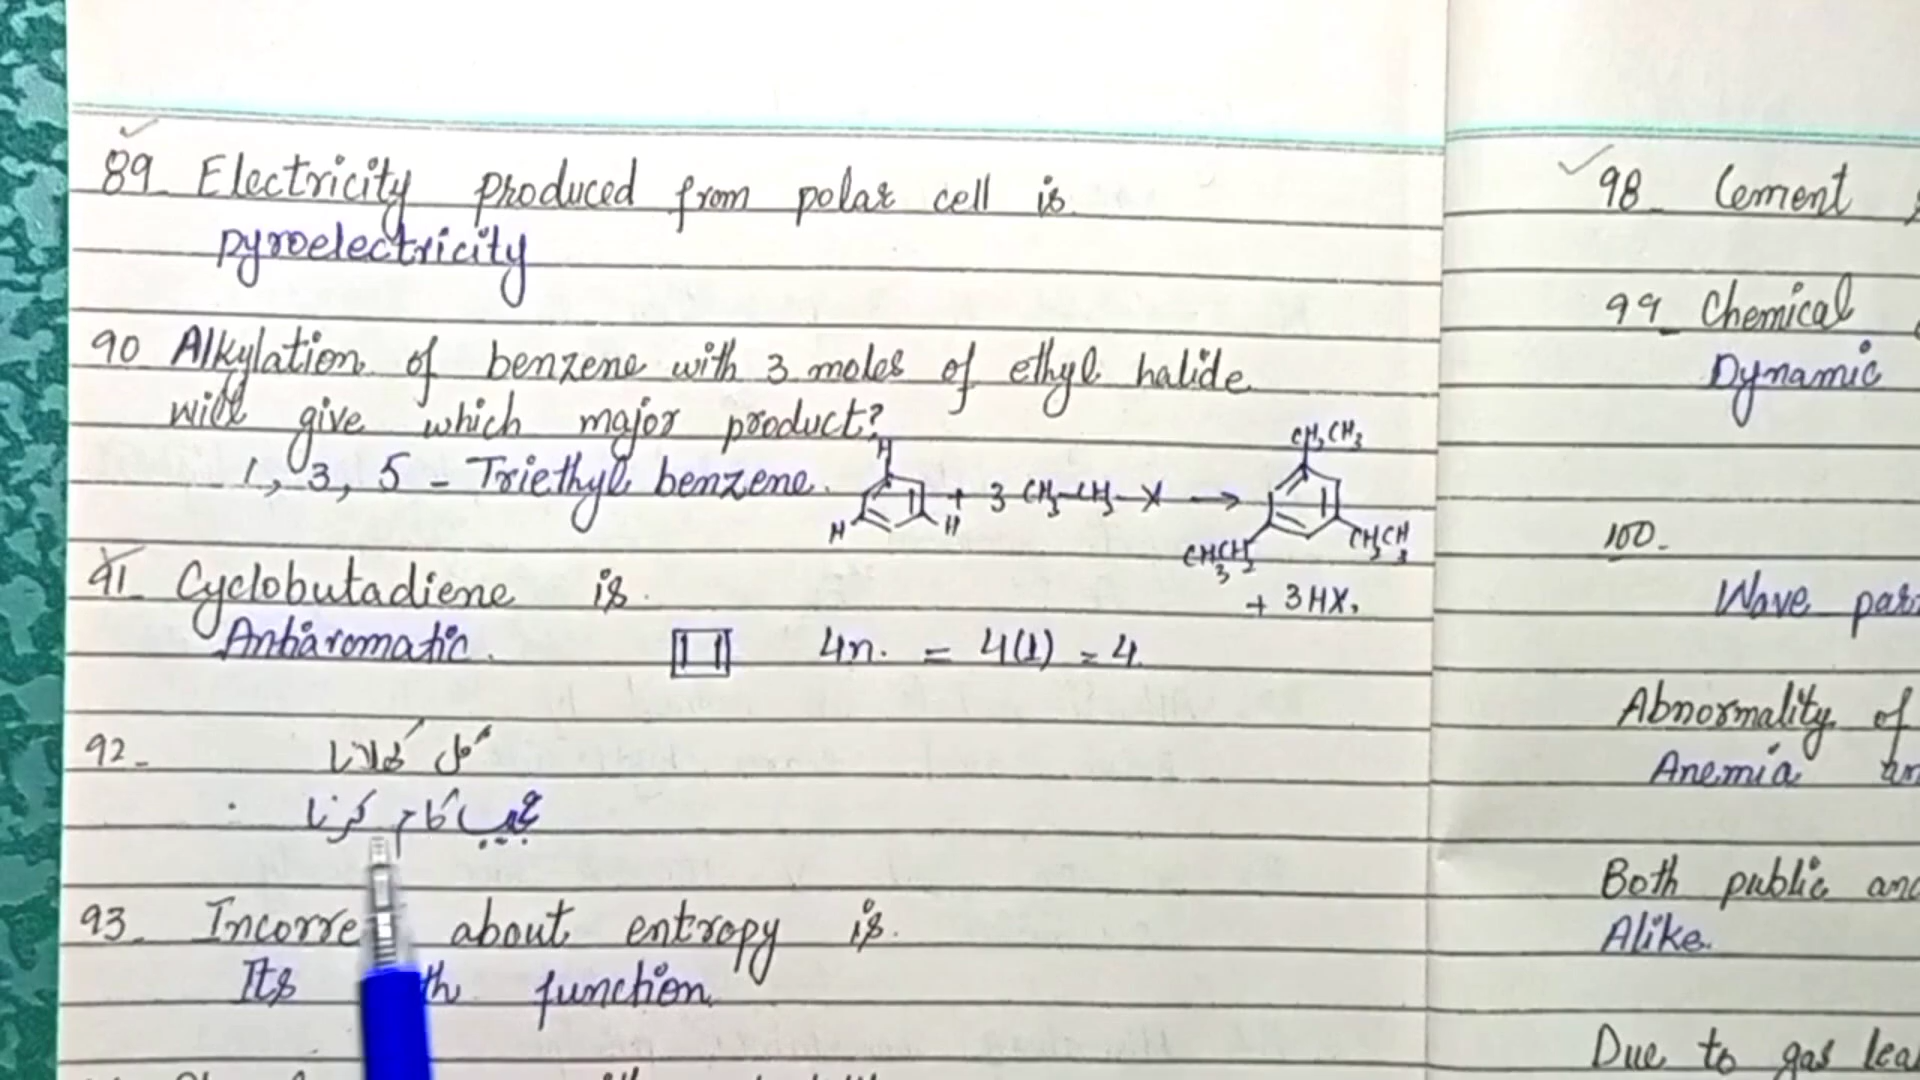 89 Electricity produced from polar cell is
pyroelectricity
90 Alkylation of benzene with 3 moles of ethyl halide
will give which major product?
1, 3, 5 - Triethyl benzene.
H
H
H
+ 3 CH3-CH2-X →
CH2CH3
CH3CH2
CH2CH3
+ 3HX,
91 Cyclobutadiene is.
Antiaromatic.
4n. = 4(1) = 4
92-
گل کھلانا
عجیب کام کرنا
93- about entropy is.
Its function
98 Cement
99 Chemical
Dynamic
100-
Wave
Abnormality of
Anemia
Both public
Alike.
Due to gas